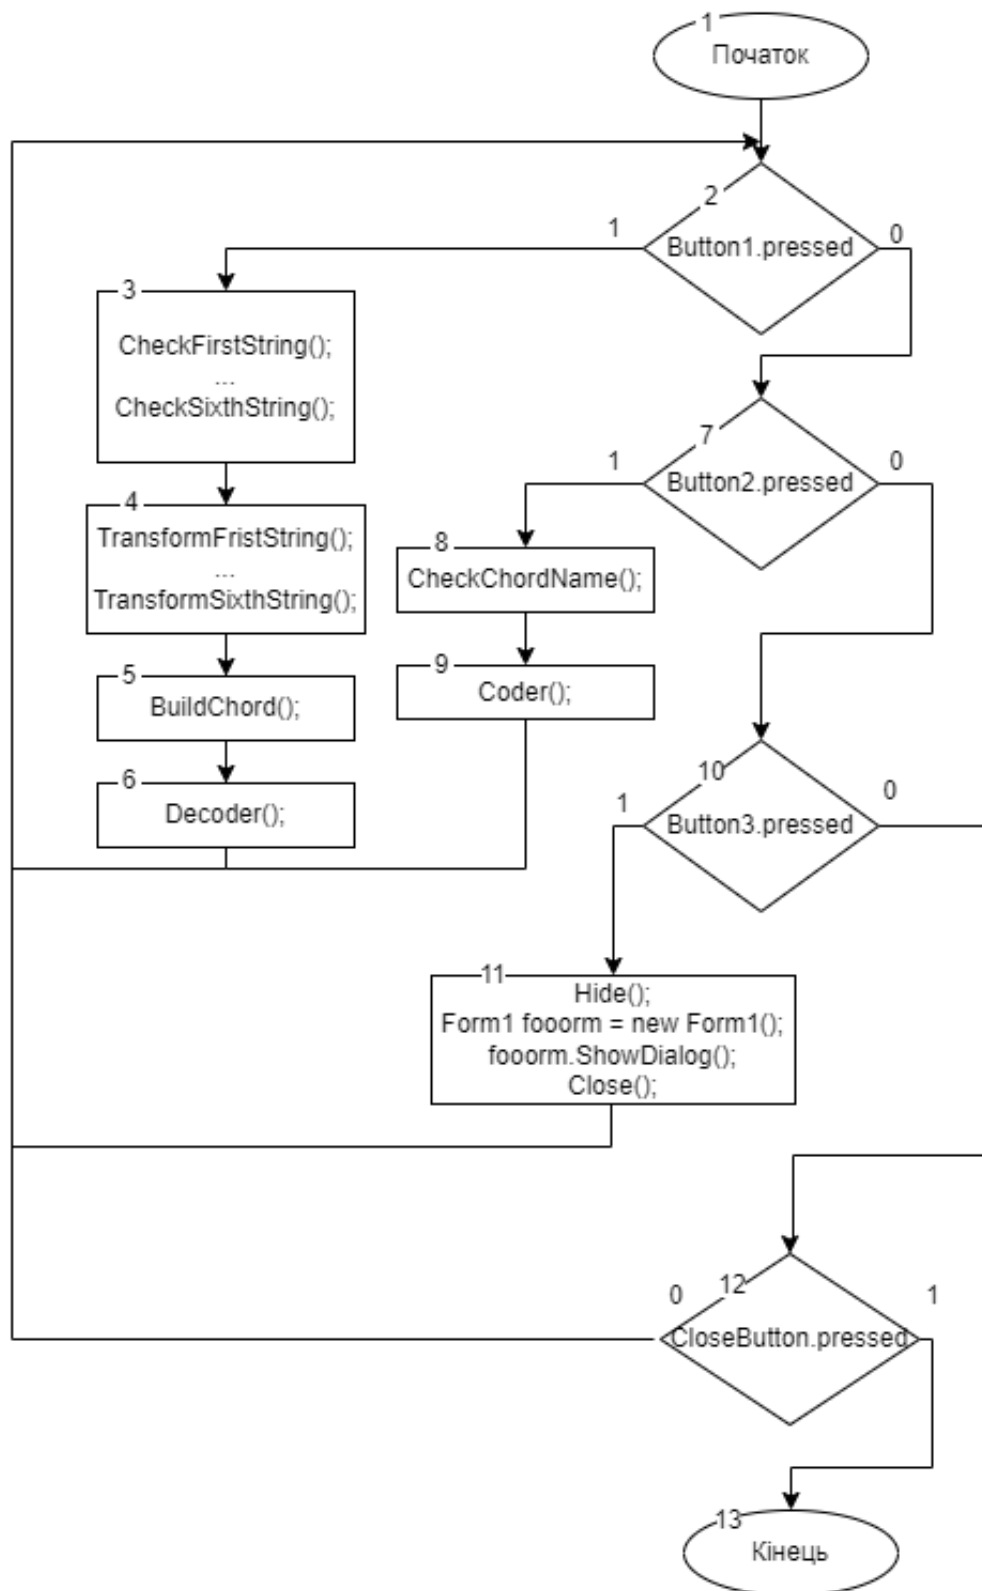 1
Початок
2
Button1.pressed
1
0
3
CheckFirstString();
...
CheckSixthString();
4
TransformFristString();
...
TransformSixthString();
5
BuildChord();
6
Decoder();
7
Button2.pressed
1
0
8
CheckChordName();
9
Coder();
10
Button3.pressed
1
0
11
Hide();
Form1 fooorm = new Form1();
fooorm.ShowDialog();
Close();
12
CloseButton.pressed
0
1
13
Кінець